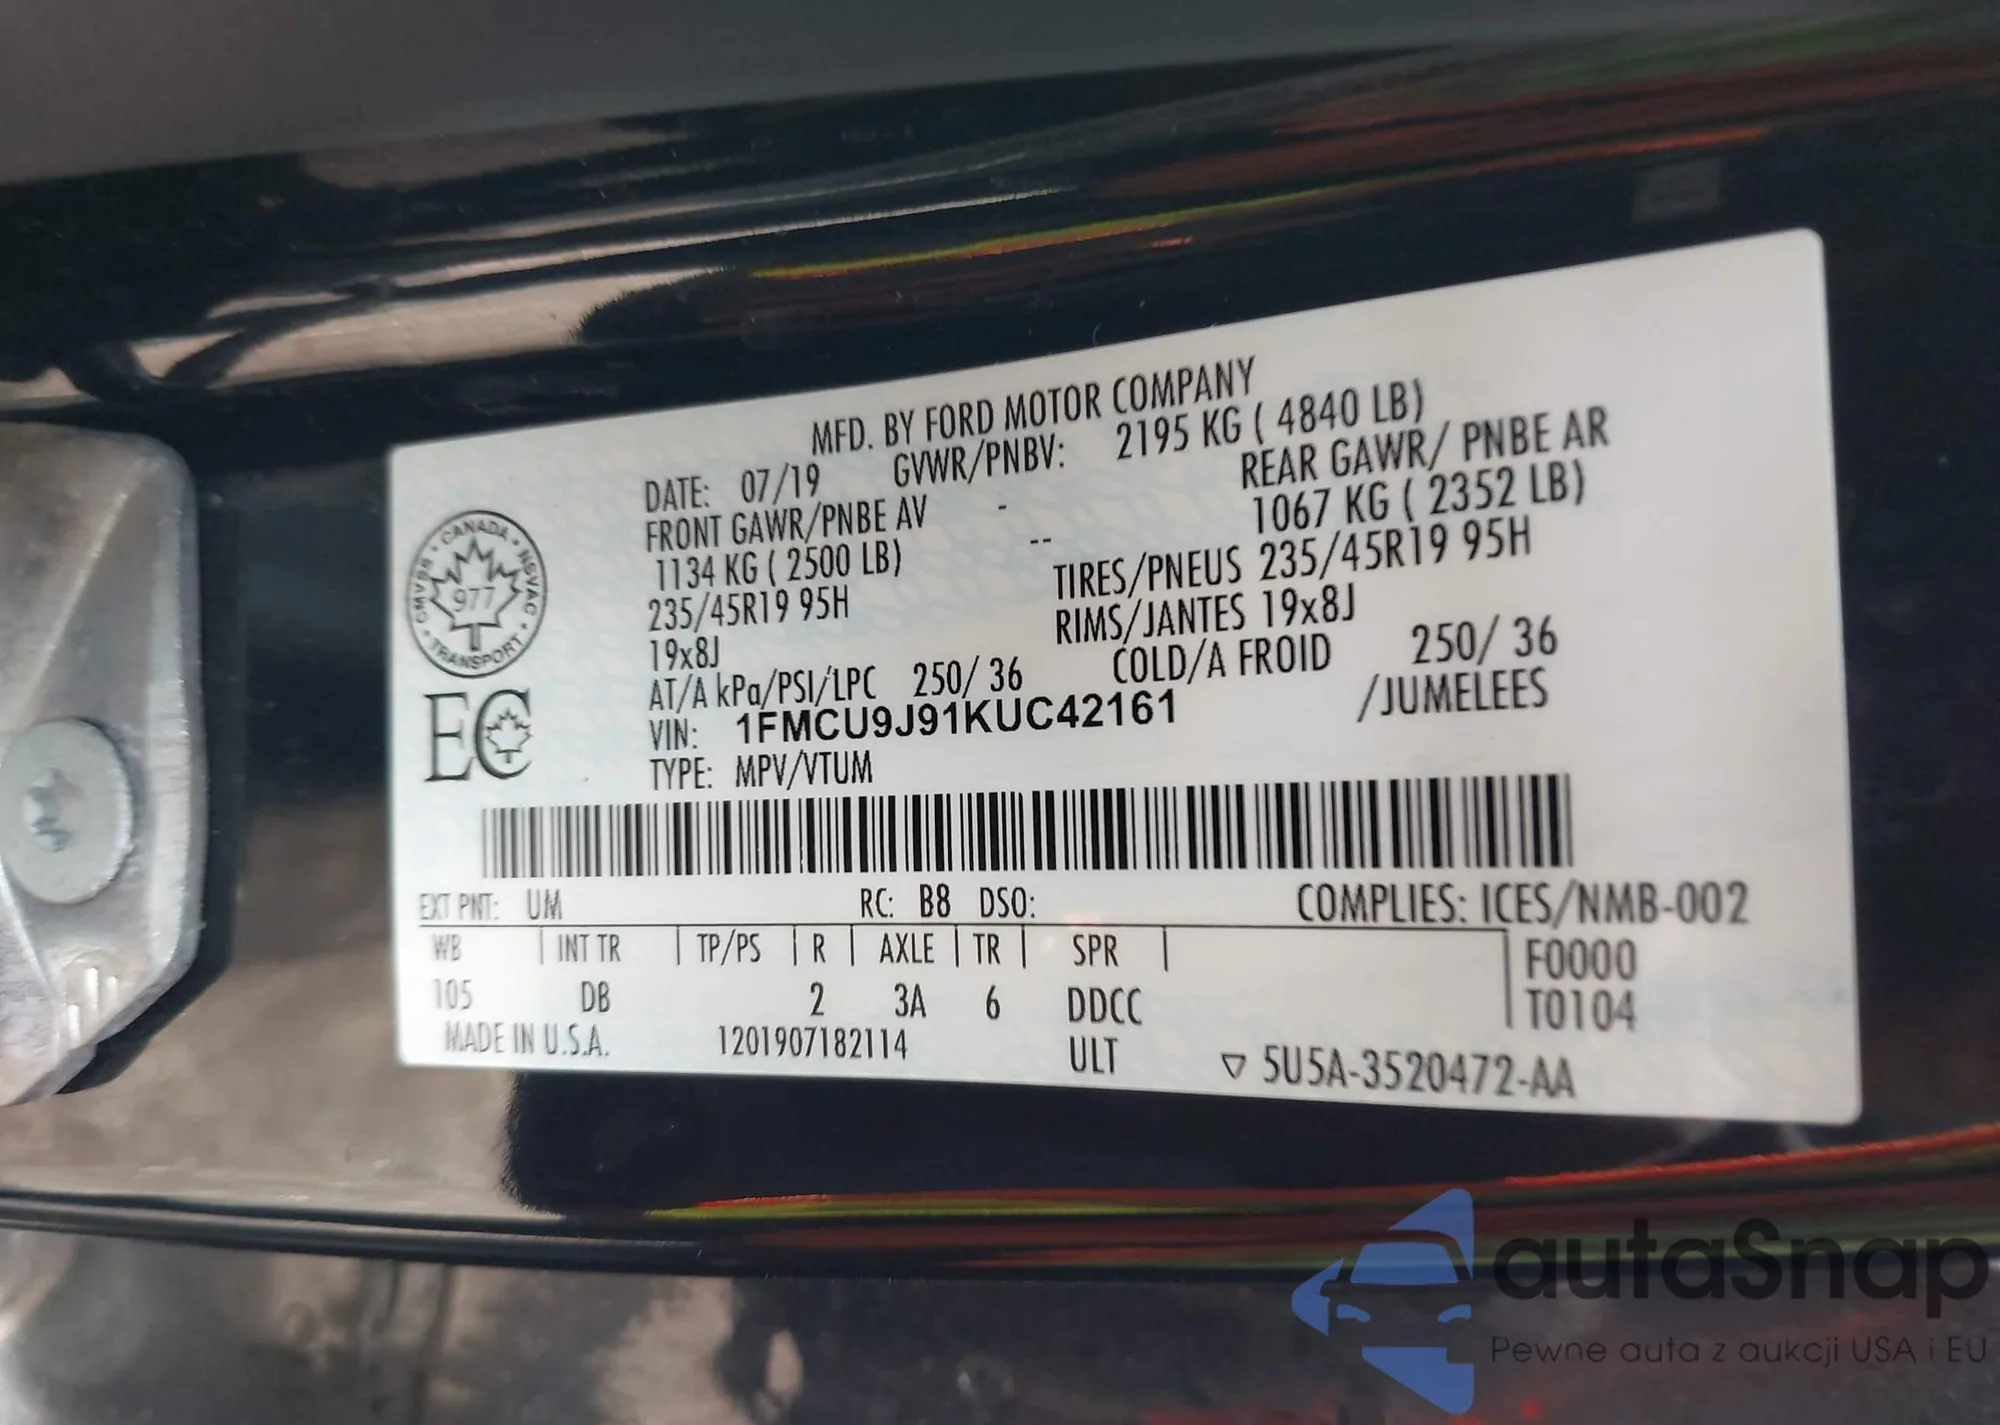 MFD. BY FORD MOTOR COMPANY
DATE: 07/19 GVWR/PNBV: 2195 KG ( 4840 LB)
FRONT GAWR/PNBE AV - REAR GAWR/ PNBE AR
1134 KG ( 2500 LB) -- 1067 KG ( 2352 LB)
235/45R19 95H TIRES/PNEUS 235/45R19 95H
19x8J RIMS/JANTES 19x8J
AT/A kPa/PSI/LPC 250/ 36 COLD/A FROID 250/ 36
VIN: 1FMCU9J91KUC42161 /JUMELEES
TYPE: MPV/VTUM
CANADA · NSVAC · TRANSPORT · CMVSS
977
EC
EXT PNT: UM RC: B8 DSO: COMPLIES: ICES/NMB-002
WB | INT TR | TP/PS | R | AXLE | TR | SPR | F0000
105 DB 2 3A 6 DDCC T0104
MADE IN U.S.A. 1201907182114 ULT ▽ 5U5A-3520472-AA
autaSnap
Pewne auta z aukcji USA i EU